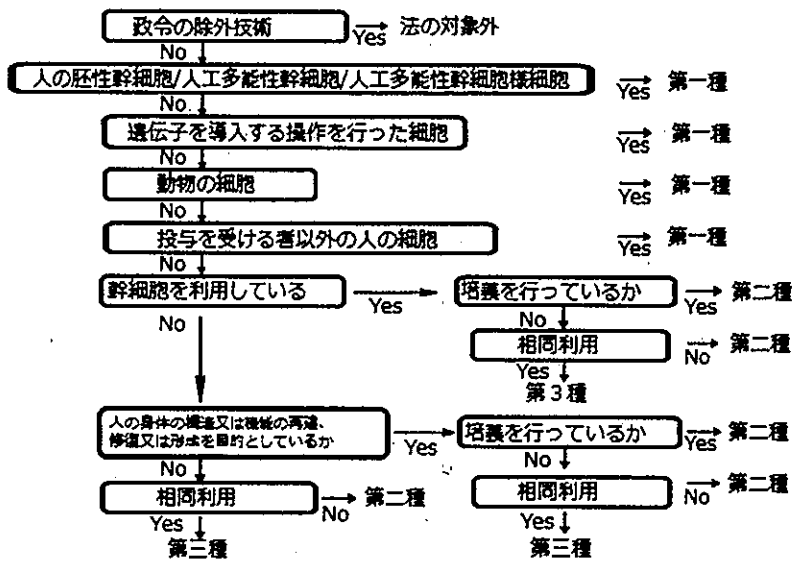 政令の除外技術 Yes 法の対象外
No
人の胚性幹細胞/人工多能性幹細胞/人工多能性幹細胞様細胞 Yes 第一種
No
遺伝子を導入する操作を行った細胞 Yes 第一種
No
動物の細胞 Yes 第一種
No
投与を受ける者以外の人の細胞 Yes 第一種
No
幹細胞を利用している Yes 培養を行っているか Yes 第二種
No No
相同利用 No 第二種
Yes
第3種
人の身体の構造又は機能の再建、
修復又は形成を目的としているか Yes 培養を行っているか Yes 第二種
No No
相同利用 No 第二種 相同利用 No 第二種
Yes Yes
第三種 第三種